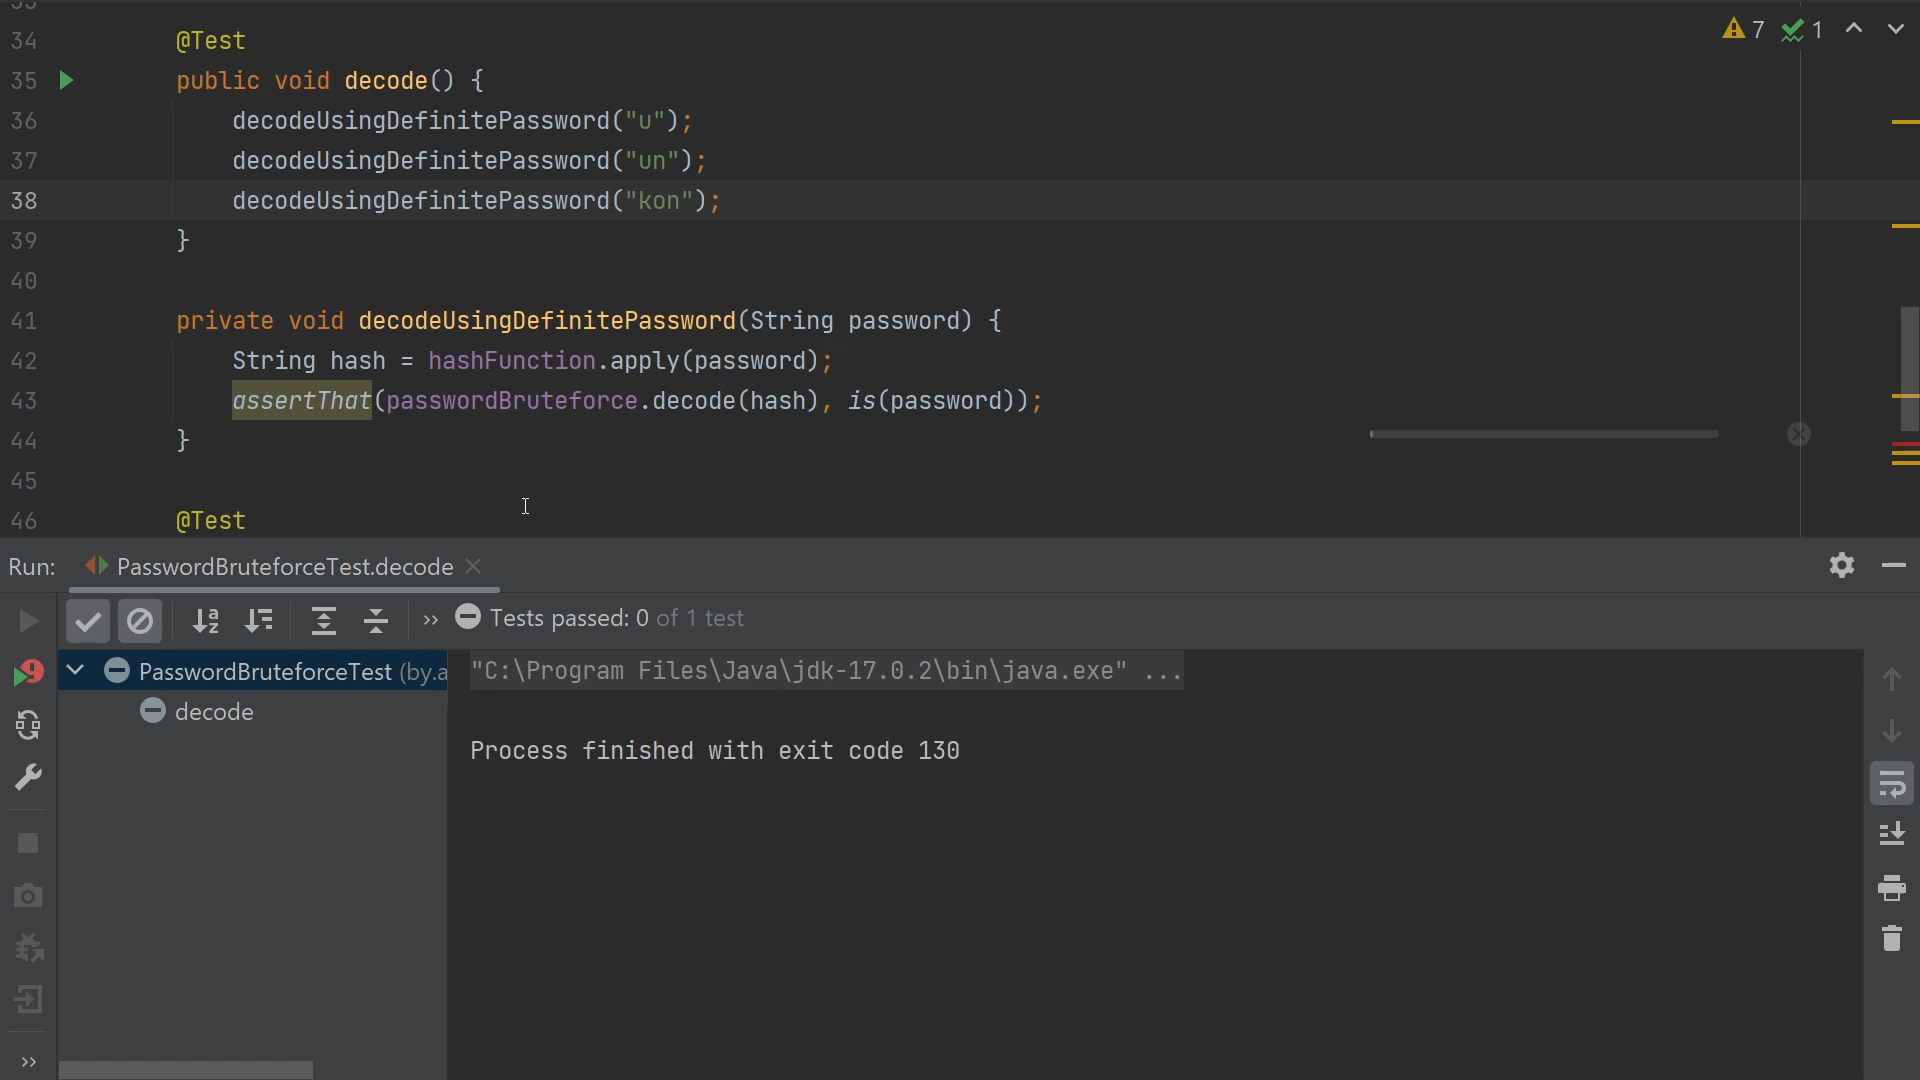 33
34 @Test
35 public void decode() {
36 decodeUsingDefinitePassword("u");
37 decodeUsingDefinitePassword("un");
38 decodeUsingDefinitePassword("kon");
39 }
40
41 private void decodeUsingDefinitePassword(String password) {
42 String hash = hashFunction.apply(password);
43 assertThat(passwordBruteforce.decode(hash), is(password));
44 }
45
46 @Test
7 1
Run: PasswordBruteforceTest.decode
Tests passed: 0 of 1 test
PasswordBruteforceTest (by.a
decode
"C:\Program Files\Java\jdk-17.0.2\bin\java.exe" ...
Process finished with exit code 130